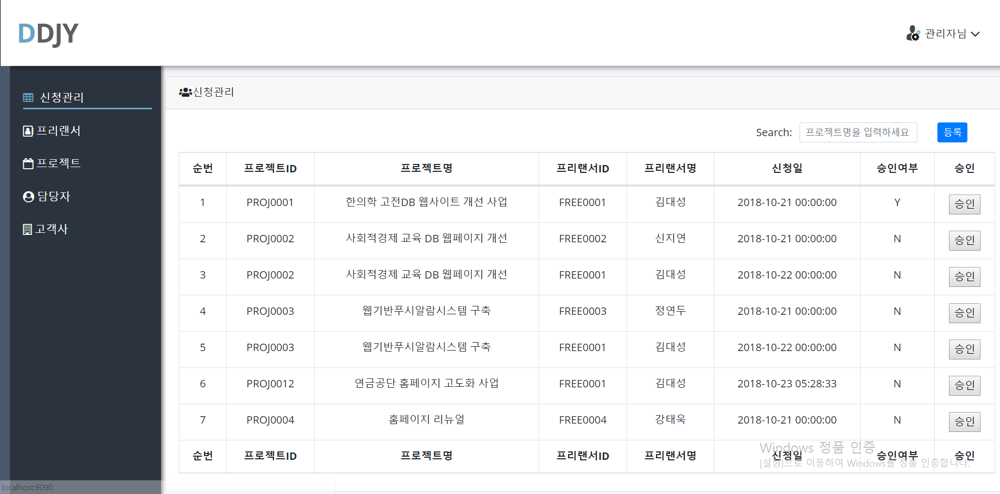 DDJY
관리자님
신청관리
프리랜서
프로젝트
담당자
고객사
신청관리
Search: 프로젝트명을 입력하세요 등록
순번 프로젝트ID 프로젝트명 프리랜서ID 프리랜서명 신청일 승인여부 승인
1 PROJ0001 한의학 고전DB 웹사이트 개선 사업 FREE0001 김대성 2018-10-21 00:00:00 Y 승인
2 PROJ0002 사회적경제 교육 DB 웹페이지 개선 FREE0002 신지연 2018-10-21 00:00:00 N 승인
3 PROJ0002 사회적경제 교육 DB 웹페이지 개선 FREE0001 김대성 2018-10-22 00:00:00 N 승인
4 PROJ0003 웹기반푸시알람시스템 구축 FREE0003 정연두 2018-10-21 00:00:00 N 승인
5 PROJ0003 웹기반푸시알람시스템 구축 FREE0001 김대성 2018-10-22 00:00:00 N 승인
6 PROJ0012 연금공단 홈페이지 고도화 사업 FREE0001 김대성 2018-10-23 05:28:33 N 승인
7 PROJ0004 홈페이지 리뉴얼 FREE0004 강태욱 2018-10-21 00:00:00 N 승인
순번 프로젝트ID 프로젝트명 프리랜서ID 프리랜서명 신청일 승인여부 승인
Windows 정품 인증
[설정]으로 이동하여 Windows를 정품 인증합니다.
localhost:9090